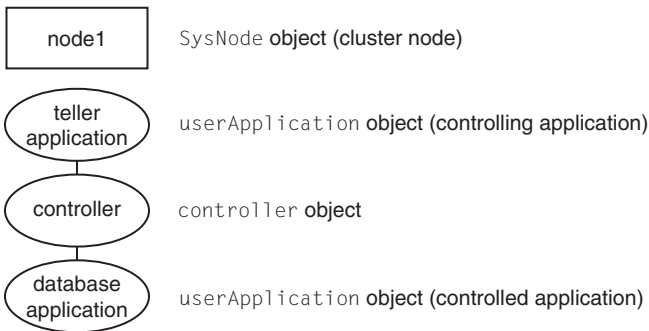 node1 SysNode object (cluster node)
teller
application
userApplication object (controlling application)
controller controller object
database
application
userApplication object (controlled application)